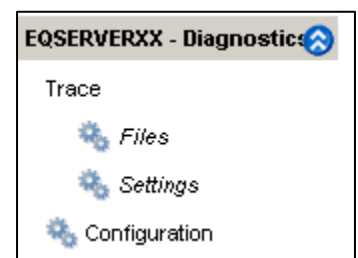 EQSERVERXX - Diagnostics
Trace
Files
Settings
Configuration